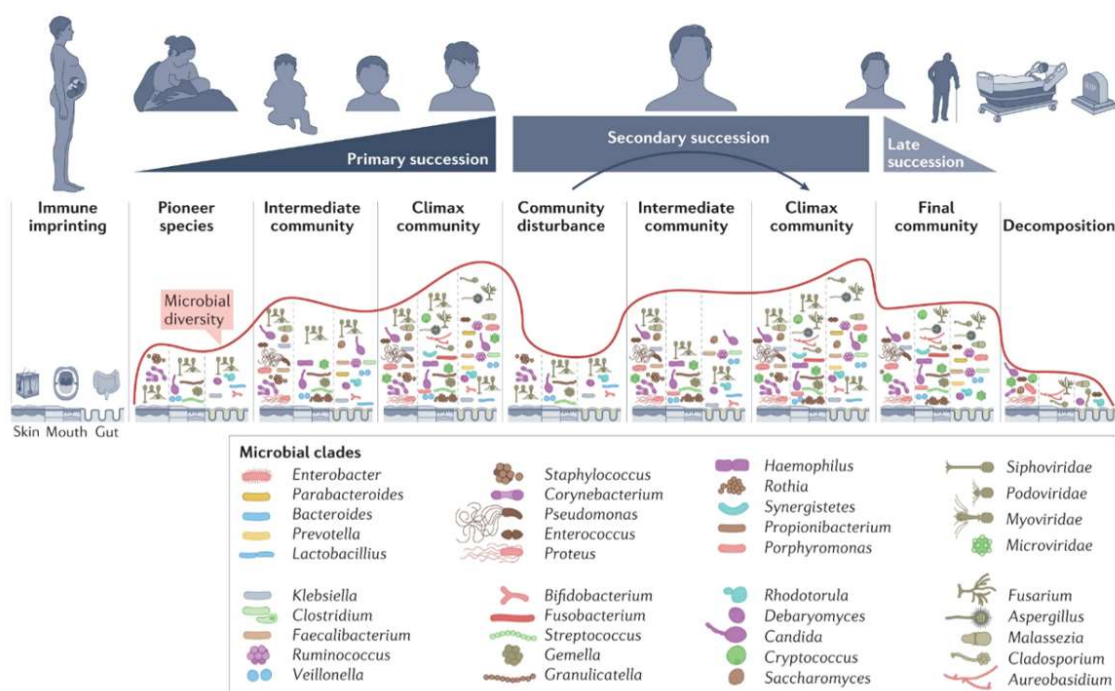 Primary succession
Secondary succession
Late
succession
Immune
imprinting
Pioneer
species
Intermediate
community
Climax
community
Community
disturbance
Intermediate
community
Climax
community
Final
community
Decomposition
Microbial
diversity
Skin Mouth Gut
Microbial clades
Enterobacter
Parabacteroides
Bacteroides
Prevotella
Lactobacillius
Staphylococcus
Corynebacterium
Pseudomonas
Enterococcus
Proteus
Haemophilus
Rothia
Synergistetes
Propionibacterium
Porphyromonas
Siphoviridae
Podoviridae
Myoviridae
Microviridae
Klebsiella
Clostridium
Faecalibacterium
Ruminococcus
Veillonella
Bifidobacterium
Fusobacterium
Streptococcus
Gemella
Granulicatella
Rhodotorula
Debaryomyces
Candida
Cryptococcus
Saccharomyces
Fusarium
Aspergillus
Malassezia
Cladosporium
Aureobasidium